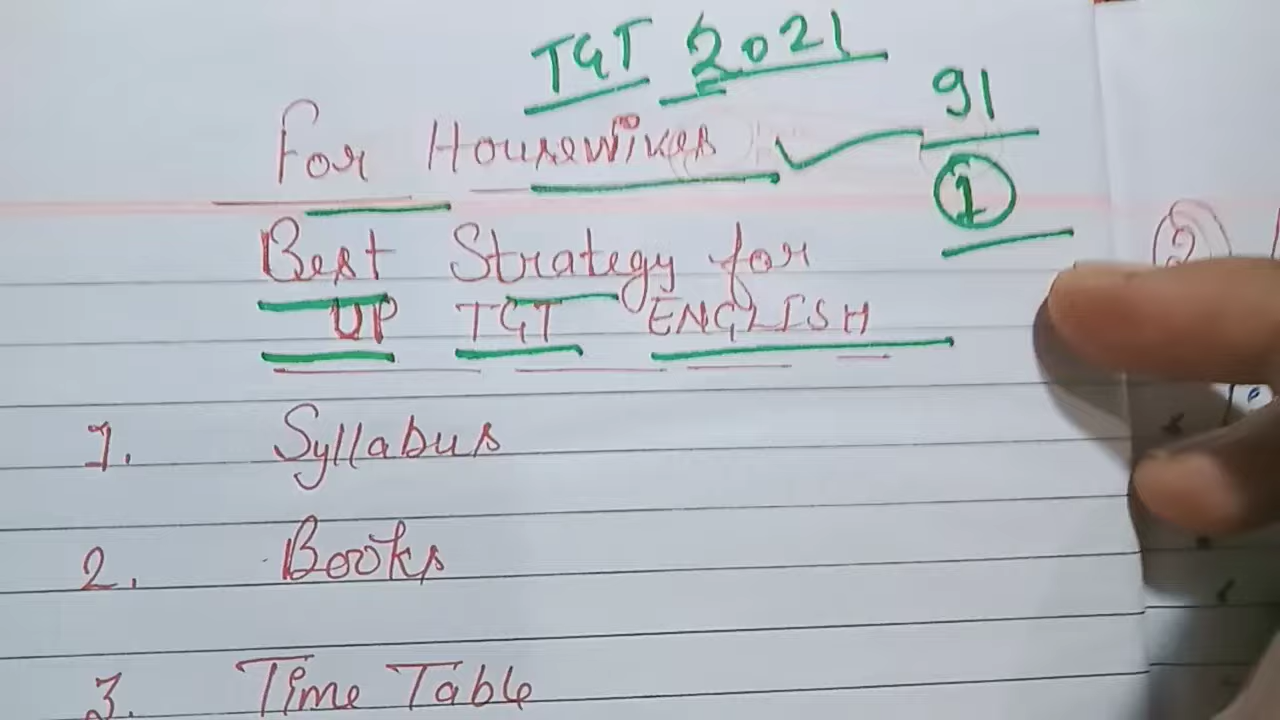 TGT 2021
91
For Housewives
1
Best Strategy for
UP TGT ENGLISH
1. Syllabus
2. Books
3. Time Table
2